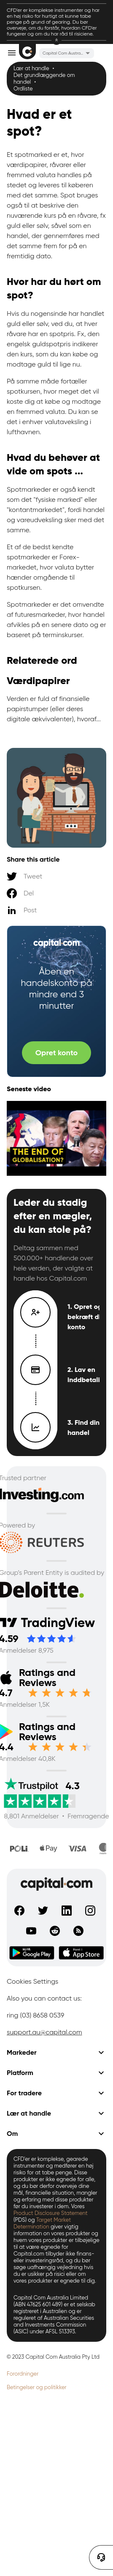 CFD'er er komplekse instrumenter og har
en høj risiko for hurtigt at kunne tabe
penge på grund af gearing. Du bør
overveje, om du forstår, hvordan CFD'er
fungerer og om du har råd til risiciene.
Capital Com Austra...
Lær at handle •
Det grundlæggende om
handel •
Ordliste
Hvad er et
spot?
Et spotmarked er et, hvor
værdipapirer, råvarer eller
finansvarer handles lokalt på
stedet og leveres til køberen
med det samme. Spot bruges
også til at beskrive den
nuværende kurs på en råvare, fx
guld eller sølv, hvor det handles
der og nu og leveres med det
samme frem for på en
fremtidig dato.
Hvor har du hørt om
spot?
Hvis du nogensinde har handlet
guld eller sølv, ved du, at hver
råvare har en spotpris. Fx, den
engelske guldspotpris indikerer
den kurs, som du kan købe og
modtage guld til lige nu.
På samme måde fortæller
spotkursen, hvor meget det vil
koste dig at købe og modtage
en fremmed valuta. Du kan se
det i enhver valutaveksling i
lufthavnen.
Hvad du behøver at
vide om spots ...
Spotmarkeder er også kendt
som det "fysiske marked" eller
"kontantmarkedet", fordi handel
og vareudveksling sker med det
samme.
Et af de bedst kendte
spotmarkeder er Forex-
markedet, hvor valuta bytter
hænder omgående til
spotkursen.
Spotmarkeder er det omvendte
af futuresmarkeder, hvor handel
afvikles på en senere dato og er
baseret på terminskurser.
Relaterede ord
Værdipapirer
Verden er fuld af finansielle
papirstumper (eller deres
digitale ækvivalenter), hvoraf...
Share this article
Tweet
Del
Post
capital.com
Åben en
handelskonto på
mindre end 3
minutter
Opret konto
Seneste video
THE END OF
GLOBALISATION?
Leder du stadig
efter en mægler,
du kan stole på?
Deltag sammen med
500.000+ handlende over
hele verden, der valgte at
handle hos Capital.com
1. Opret og
bekræft di
konto
2. Lav en
inddbetali
3. Find din
handel
Trusted partner
Investing.com
Powered by
REUTERS
Group's Parent Entity is audited by
Deloitte.
TradingView
4.59
Anmeldelser 8,975
Ratings and
Reviews
4.7
Anmeldelser 1,5K
Ratings and
Reviews
4.4
Anmeldelser 40,8K
Trustpilot 4.3
8,801 Anmeldelser • Fremragende
POLi
Pay
VISA
capital.com
GET IT ON
Google Play
Download on the
App Store
Cookies Settings
Also you can contact us:
ring (03) 8658 0539
support.au@capital.com
Markeder
Platform
For tradere
Lær at handle
Om
CFD'er er komplekse, gearede
instrumenter og medfører en høj
risiko for at tabe penge. Disse
produkter er ikke egnede for alle,
og du bør derfor overveje dine
mål, finansielle situation, mangler
og erfaring med disse produkter
før du investerer i dem. Vores
Product Disclosure Statement
(PDS) og Target Market
Determination giver vigtig
information om vores produkter og
hvem vores produkter er tilbøjelige
til at være egnede for.
Capital.com Australia Limited
tilbyder ikke finans-
eller investeringsråd, og du bør
søge uafhængig vejledning hvis
du er usikker på risici eller om
vores produkter er egnede til dig.
Capital Com Australia Limited
(ABN 47 625 601 489) er et selskab
registreret i Australien og er
reguleret af Australian Securities
and Investments Commission
(ASIC) under AFSL 513393.
© 2023 Capital Com Australia Pty Ltd
Forordninger
Betingelser og politikker